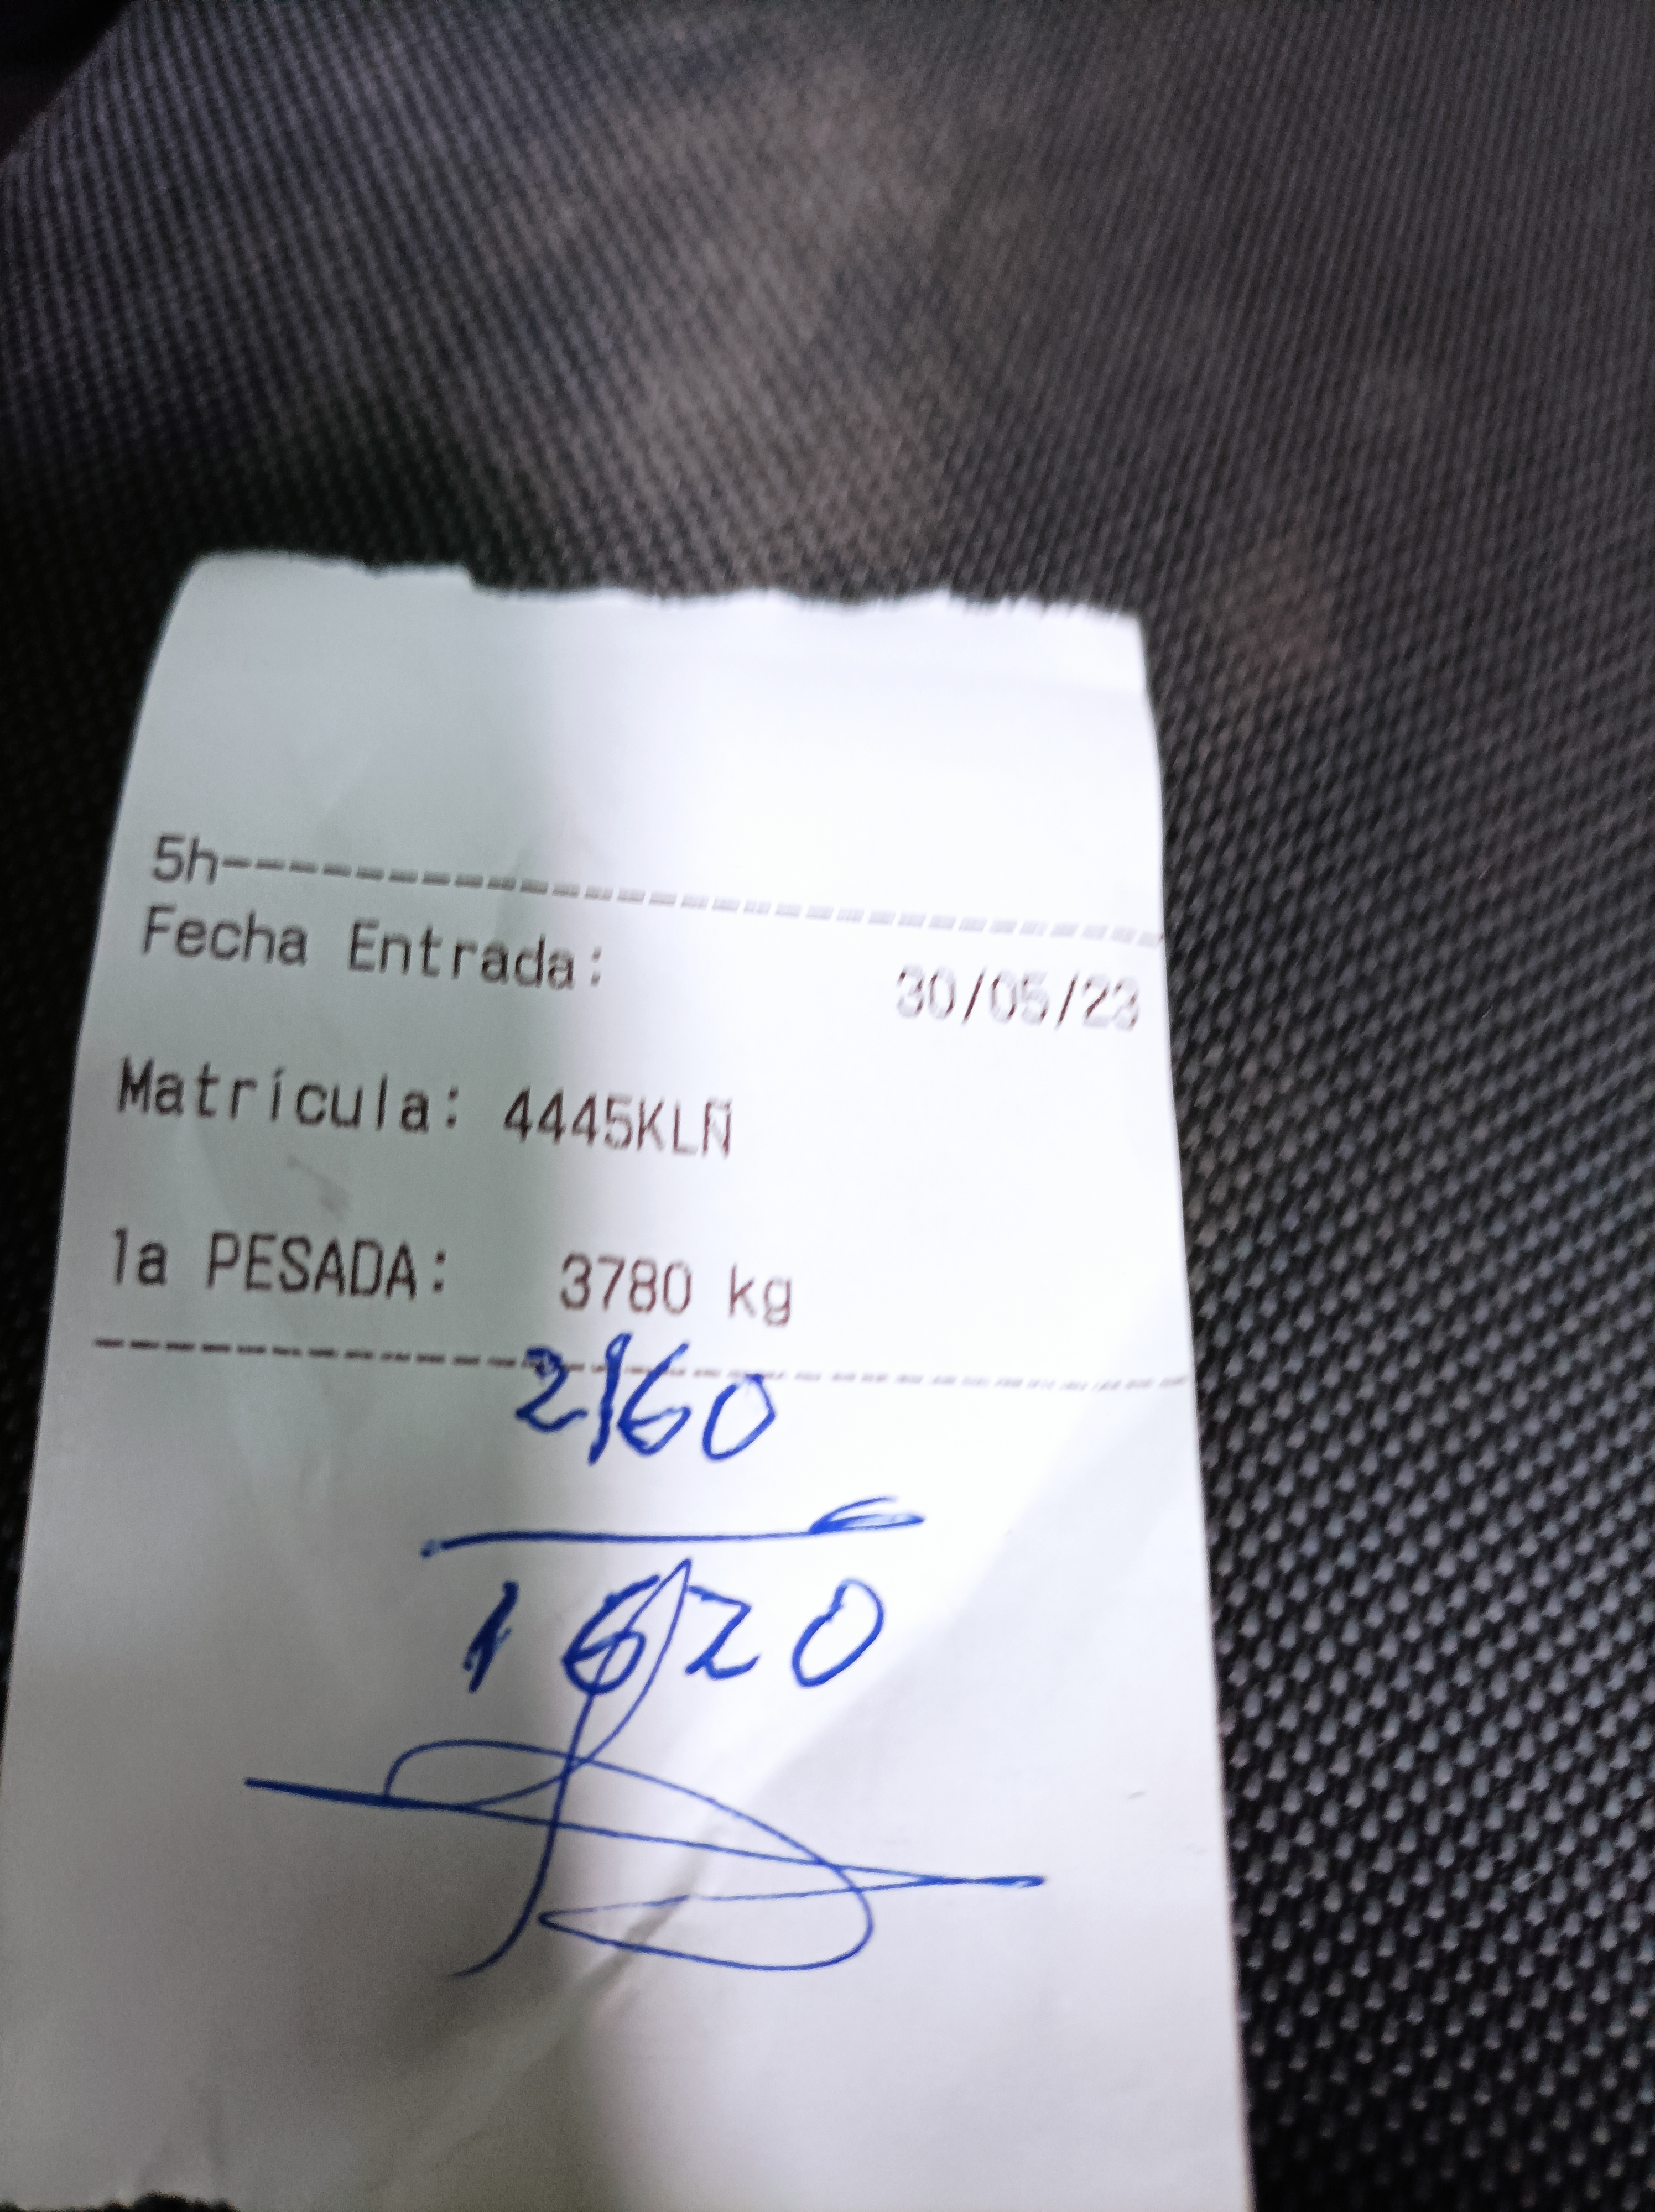 5h------------------------------
Fecha Entrada: 30/05/23
Matrícula: 4445KLÑ
1a PESADA: 3780 kg
--------------------------------
2160
1620